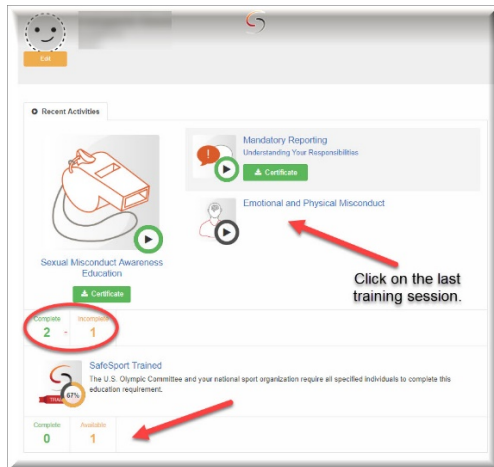 Edit
Recent Activities
Mandatory Reporting
Understanding Your Responsibilities
Certificate
Emotional and Physical Misconduct
Sexual Misconduct Awareness
Education
Certificate
Click on the last
training session.
Complete
Incomplete
2 - 1
SafeSport Trained
The U.S. Olympic Committee and your national sport organization require all specified individuals to complete this
education requirement.
67%
Complete
Available
0 1